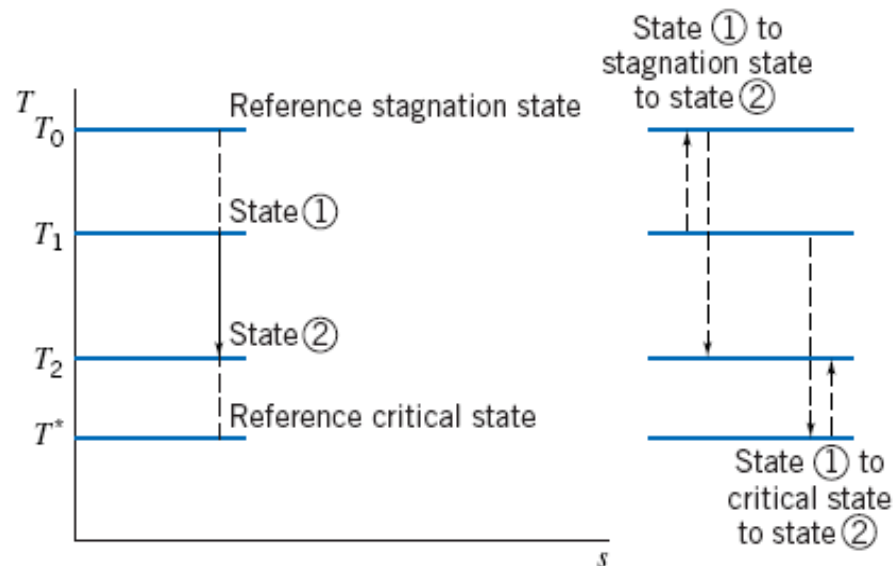 State ① to
stagnation state
to state ②
T
T₀
Reference stagnation state
State ①
T₁
State ②
T₂
Reference critical state
T*
State ① to
critical state
to state ②
s